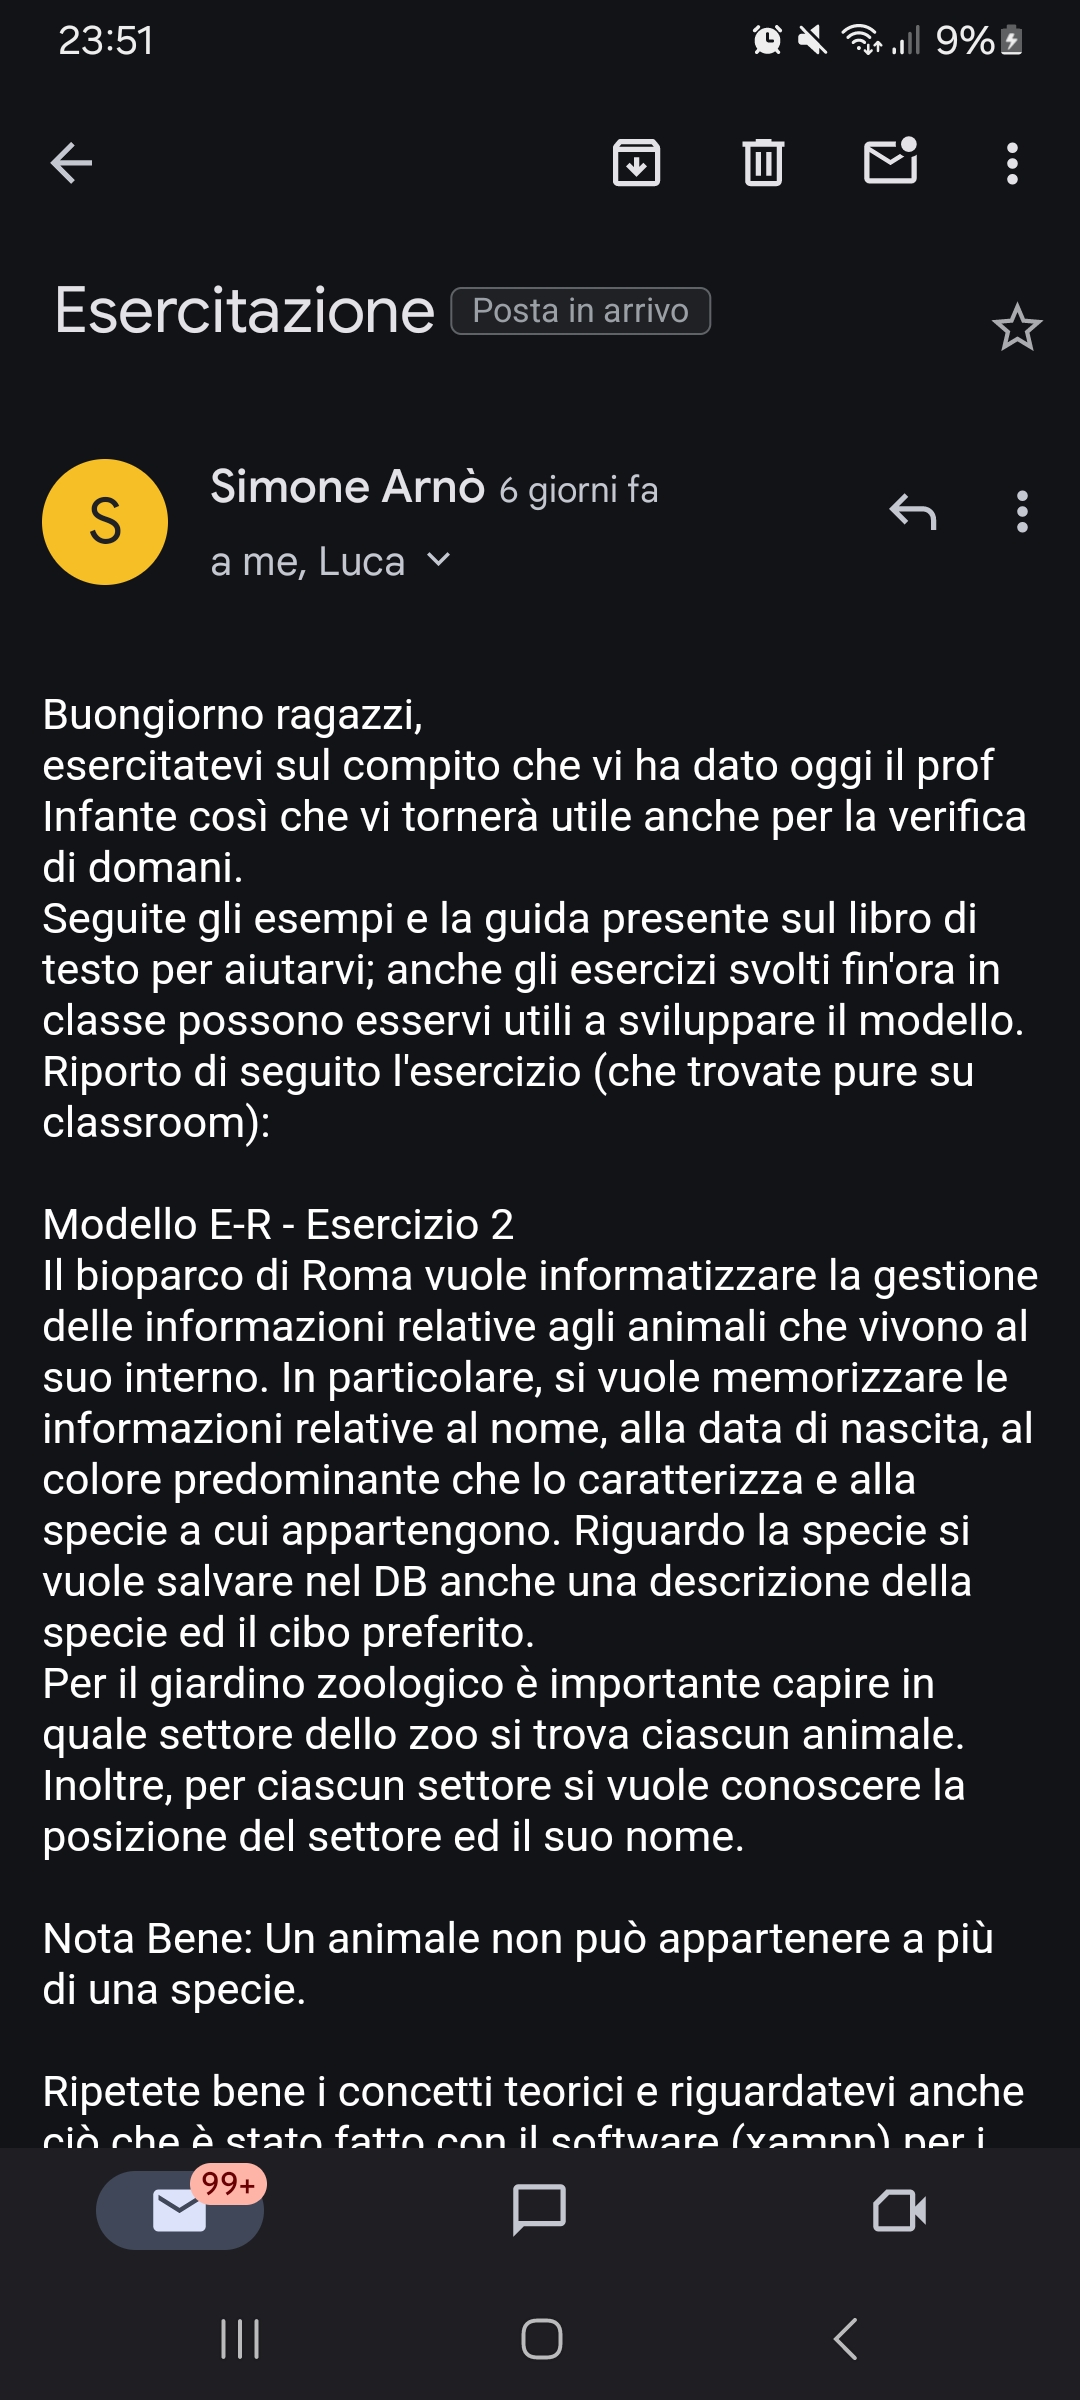 23:51
9%
Esercitazione Posta in arrivo
S
Simone Arnò 6 giorni fa
a me, Luca
Buongiorno ragazzi,
esercitatevi sul compito che vi ha dato oggi il prof
Infante così che vi tornerà utile anche per la verifica
di domani.
Seguite gli esempi e la guida presente sul libro di
testo per aiutarvi; anche gli esercizi svolti fin'ora in
classe possono esservi utili a sviluppare il modello.
Riporto di seguito l'esercizio (che trovate pure su
classroom):
Modello E-R - Esercizio 2
Il bioparco di Roma vuole informatizzare la gestione
delle informazioni relative agli animali che vivono al
suo interno. In particolare, si vuole memorizzare le
informazioni relative al nome, alla data di nascita, al
colore predominante che lo caratterizza e alla
specie a cui appartengono. Riguardo la specie si
vuole salvare nel DB anche una descrizione della
specie ed il cibo preferito.
Per il giardino zoologico è importante capire in
quale settore dello zoo si trova ciascun animale.
Inoltre, per ciascun settore si vuole conoscere la
posizione del settore ed il suo nome.
Nota Bene: Un animale non può appartenere a più
di una specie.
Ripetete bene i concetti teorici e riguardatevi anche
ciò che è stato fatto con il software (xampp) per i
99+